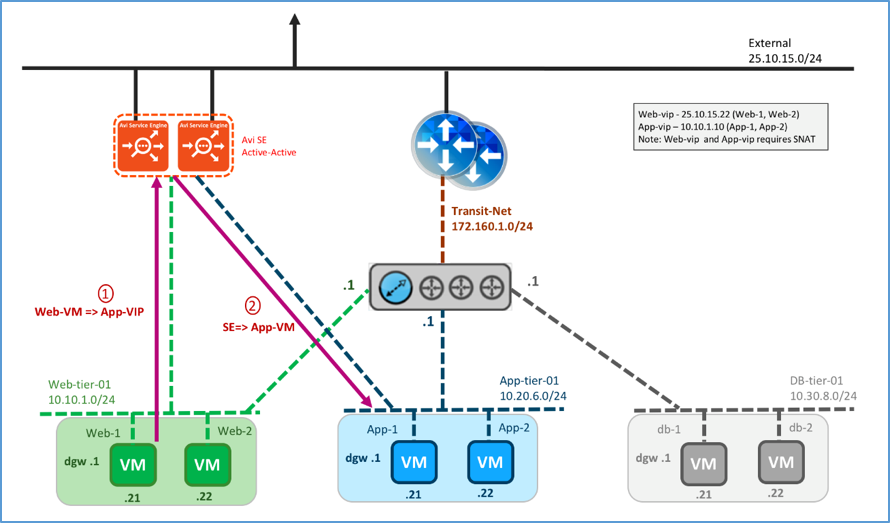 External
25.10.15.0/24
Web-vip - 25.10.15.22 (Web-1, Web-2)
App-vip – 10.10.1.10 (App-1, App-2)
Note: Web-vip and App-vip requires SNAT
Avi Service Engine
Avi Service Engine
Avi SE
Active-Active
Transit-Net
172.160.1.0/24
.1
.1
.1
1
Web-VM => App-VIP
2
SE=> App-VM
Web-tier-01
10.10.1.0/24
App-tier-01
10.20.6.0/24
DB-tier-01
10.30.8.0/24
Web-1
Web-2
dgw .1
VM
VM
.21
.22
App-1
App-2
dgw .1
VM
VM
.21
.22
db-1
db-2
dgw .1
VM
VM
.21
.22